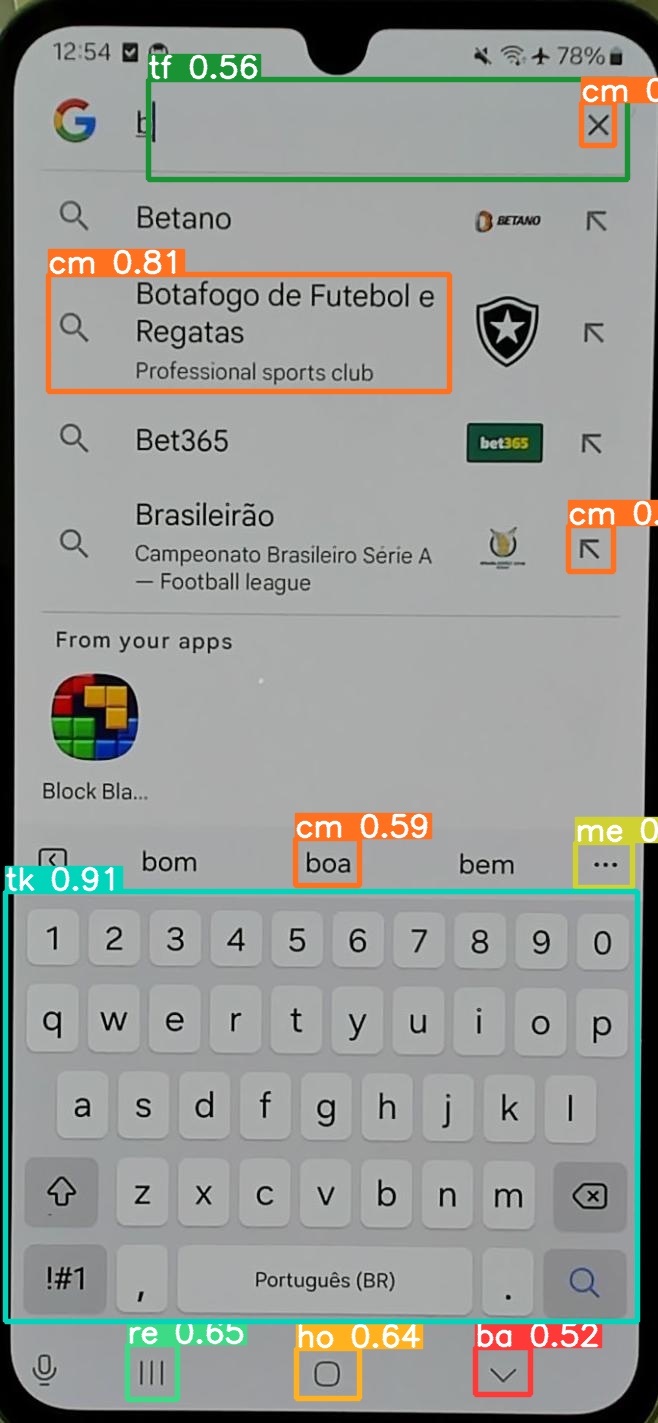 12:54 78%
tf 0.56
cm 0
b
Betano BETANO
cm 0.81
Botafogo de Futebol e
Regatas
Professional sports club
Bet365 bet365
Brasileirão
cm 0.
Campeonato Brasileiro Série A
— Football league
From your apps
Block Bla...
cm 0.59
me 0
bom boa bem ...
tk 0.91
1 2 3 4 5 6 7 8 9 0
q w e r t y u i o p
a s d f g h j k l
z x c v b n m
!#1 , Português (BR) .
re 0.65 ho 0.64 ba 0.52